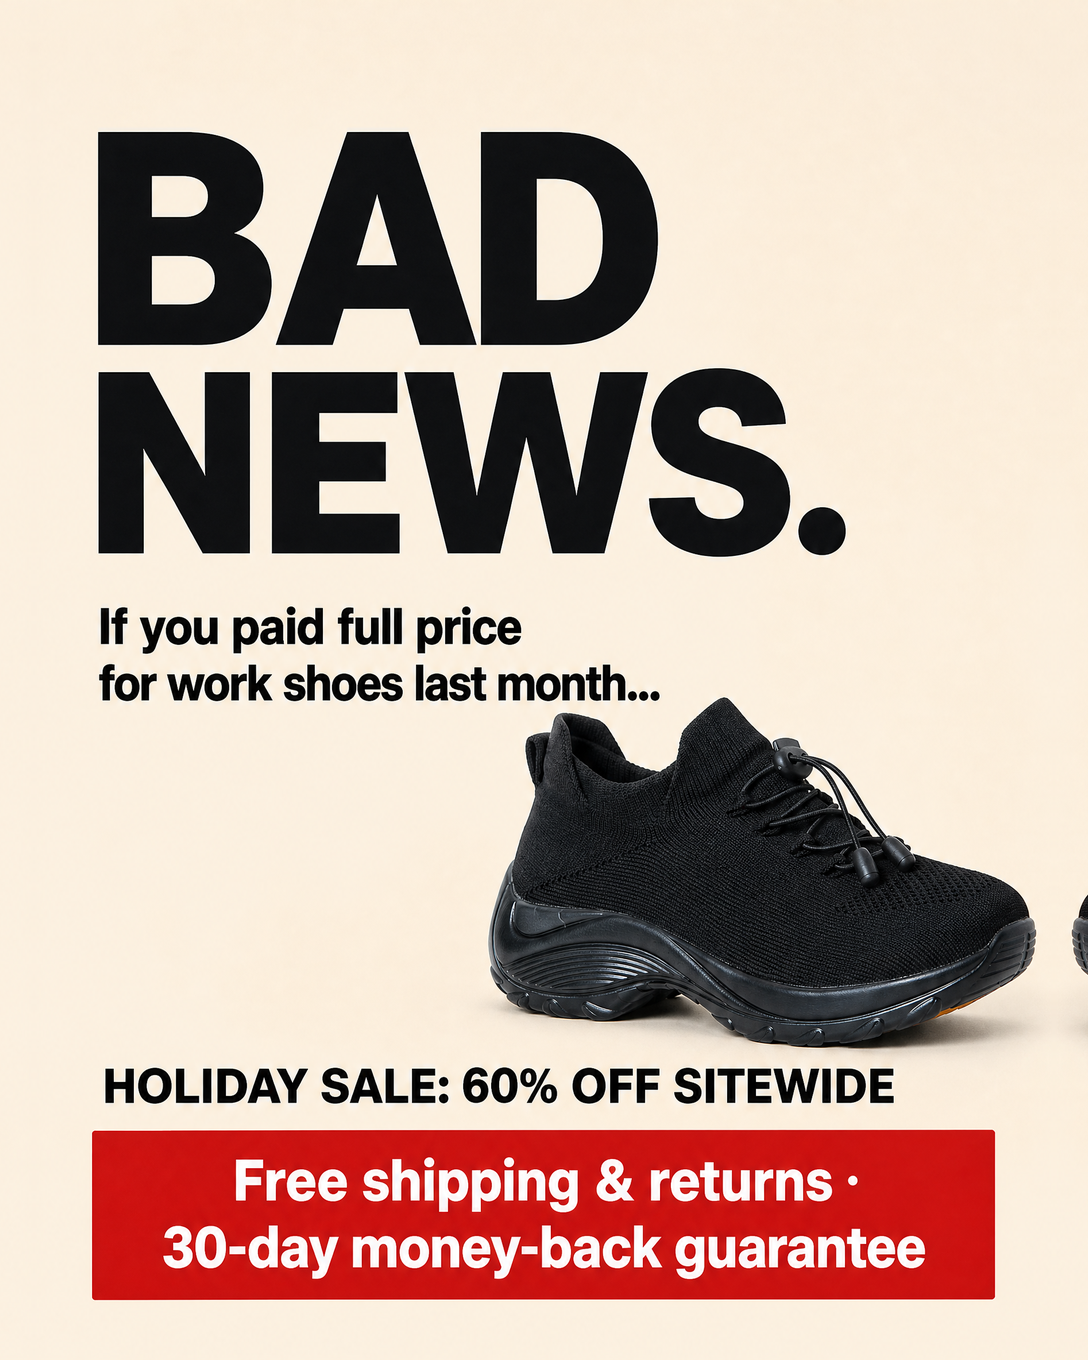 BAD
NEWS.
If you paid full price
for work shoes last month...
HOLIDAY SALE: 60% OFF SITEWIDE
Free shipping & returns ·
30-day money-back guarantee